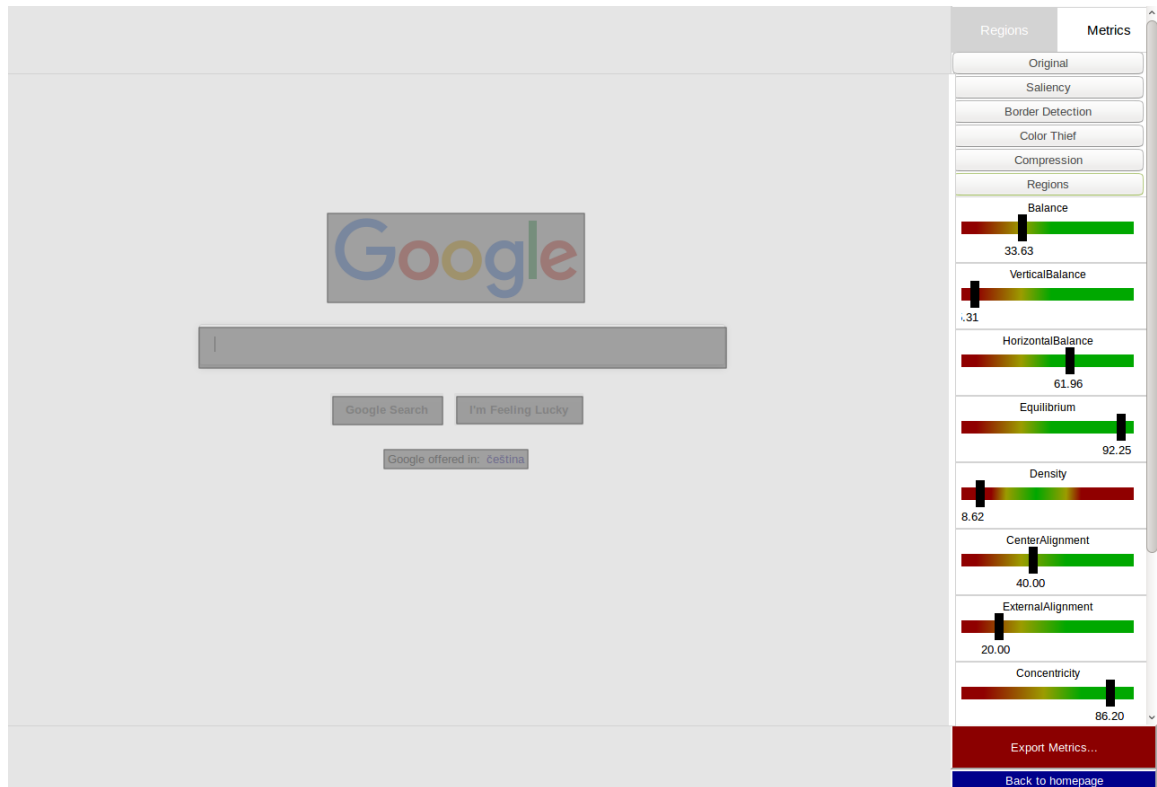 Regions Metrics
Original
Saliency
Border Detection
Color Thief
Compression
Regions
Balance
33.63
VerticalBalance
.31
HorizontalBalance
61.96
Equilibrium
92.25
Density
8.62
CenterAlignment
40.00
ExternalAlignment
20.00
Concentricity
86.20
Export Metrics...
Back to homepage
Google
Google Search I'm Feeling Lucky
Google offered in: čeština